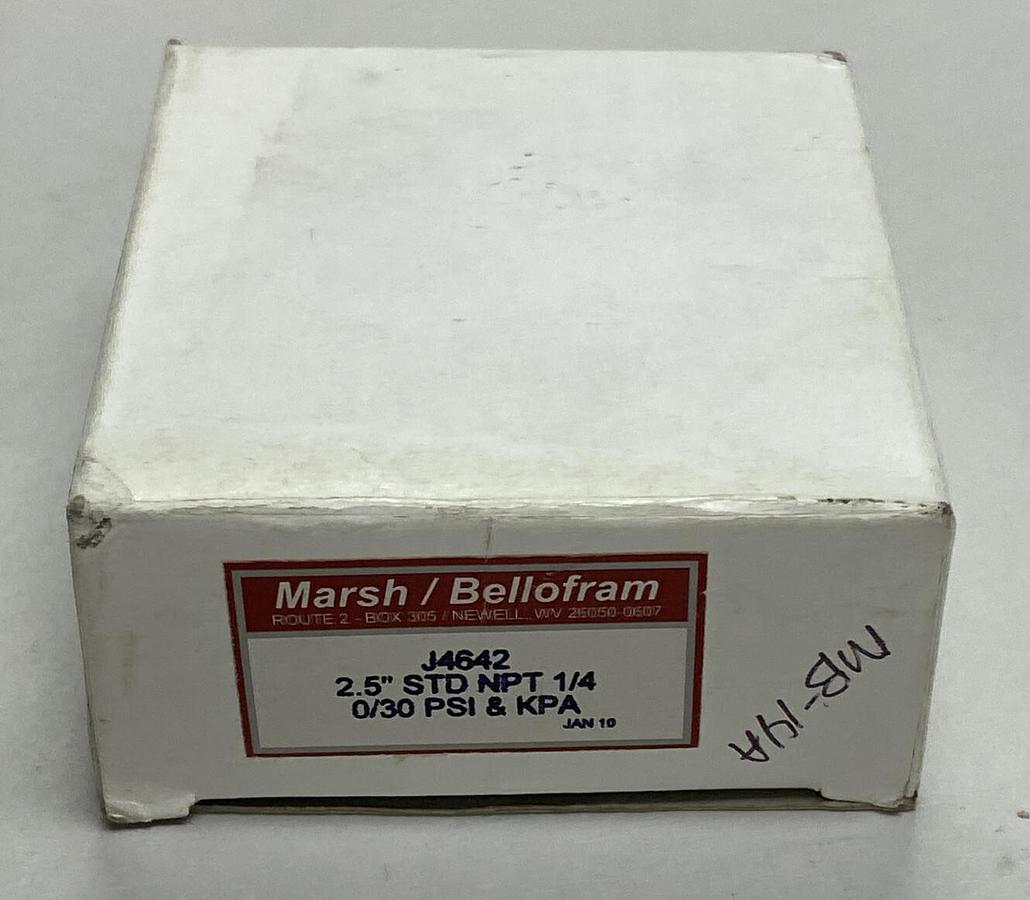 Marsh / Bellofram
ROUTE 2 - BOX 305 / NEWELL, WV 26050-0607
J4642
2.5" STD NPT 1/4
0/30 PSI & KPA
JAN 10
MB-14A